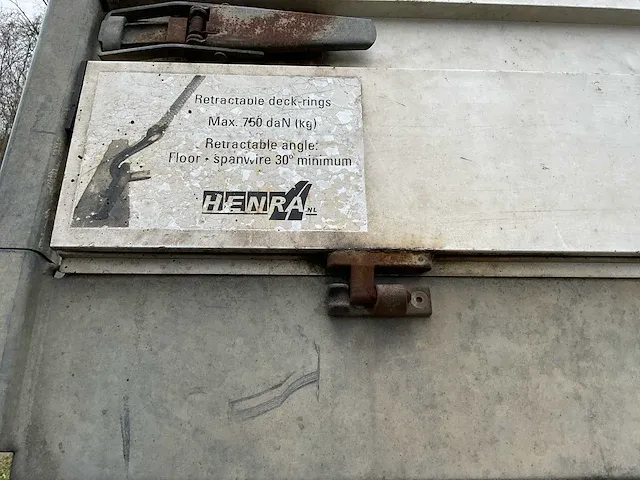 Retractable deck-rings
Max. 750 daN (kg)
Retractable angle:
Floor - spanwire 30° minimum
HENRA.NL